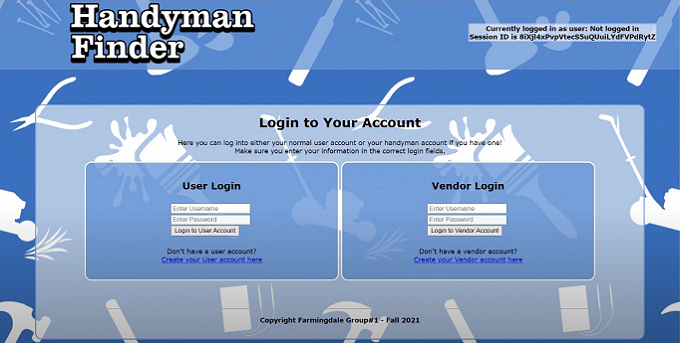 Handyman
Finder
Currently logged in as user: Not logged in
Session ID is 8iXjl4xPvpVtecS5uQUuiLYdFVPdRytZ
Login to Your Account
Here you can log into either your normal user account or your handyman account if you have one!
Make sure you enter your information in the correct login fields.
User Login
Enter Username
Enter Password
Login to User Account
Don't have a user account?
Create your User account here
Vendor Login
Enter Username
Enter Password
Login to Vendor Account
Don't have a vendor account?
Create your Vendor account here
Copyright Farmingdale Group#1 - Fall 2021